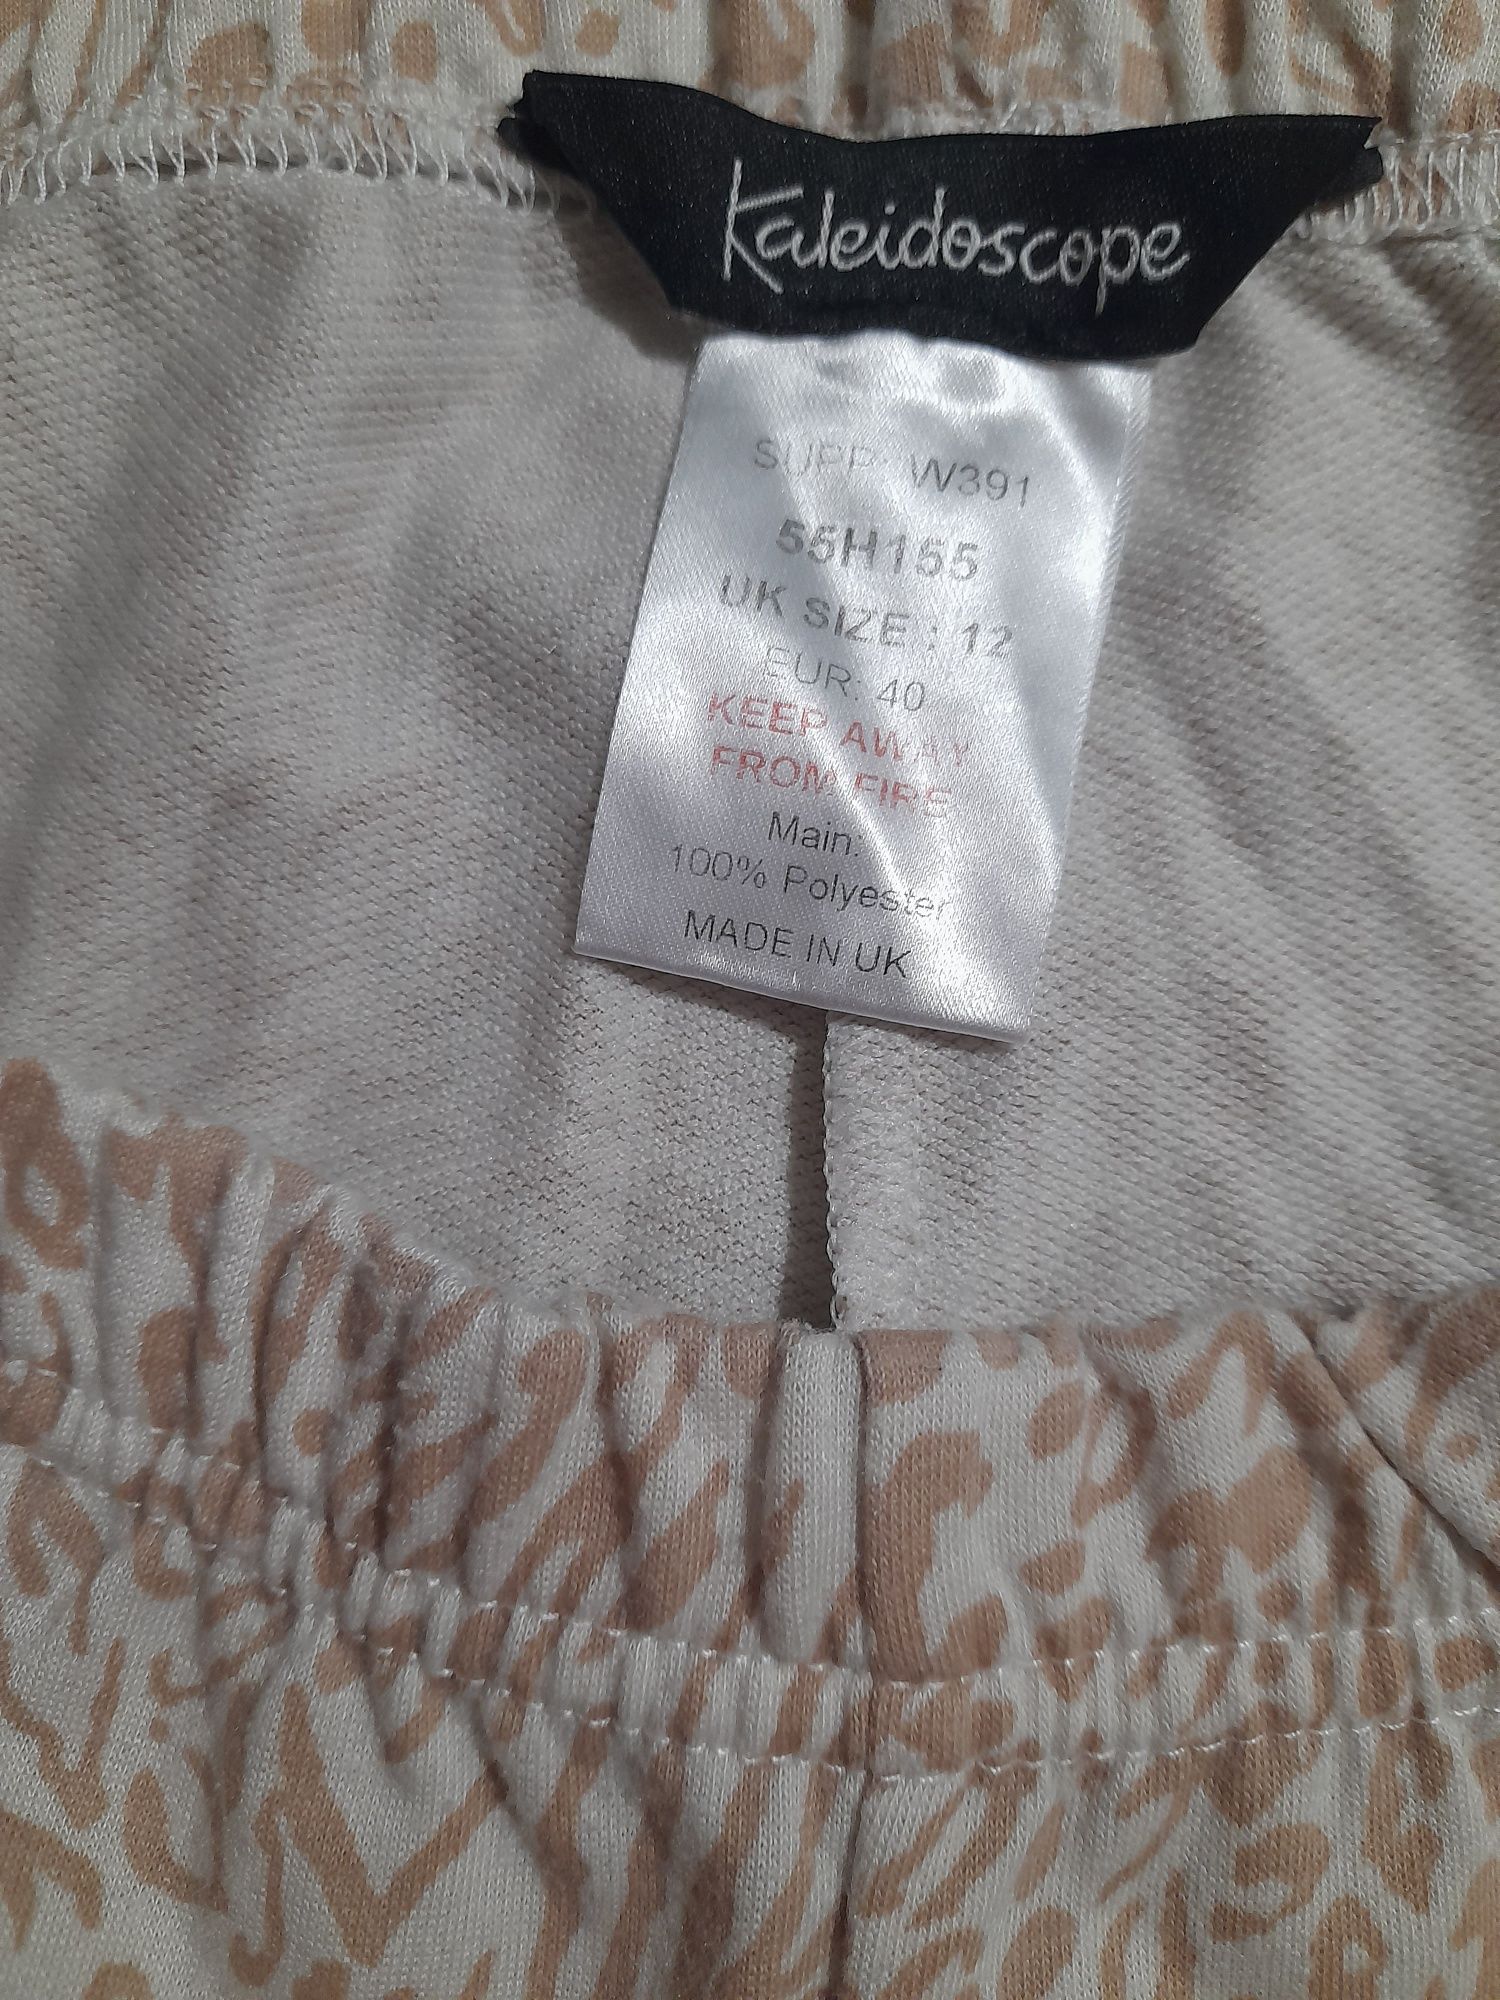 Kaleidoscope
SUPP: W391
55H155
UK SIZE : 12
EUR: 40
KEEP AWAY
FROM FIRE
Main:
100% Polyester
MADE IN UK